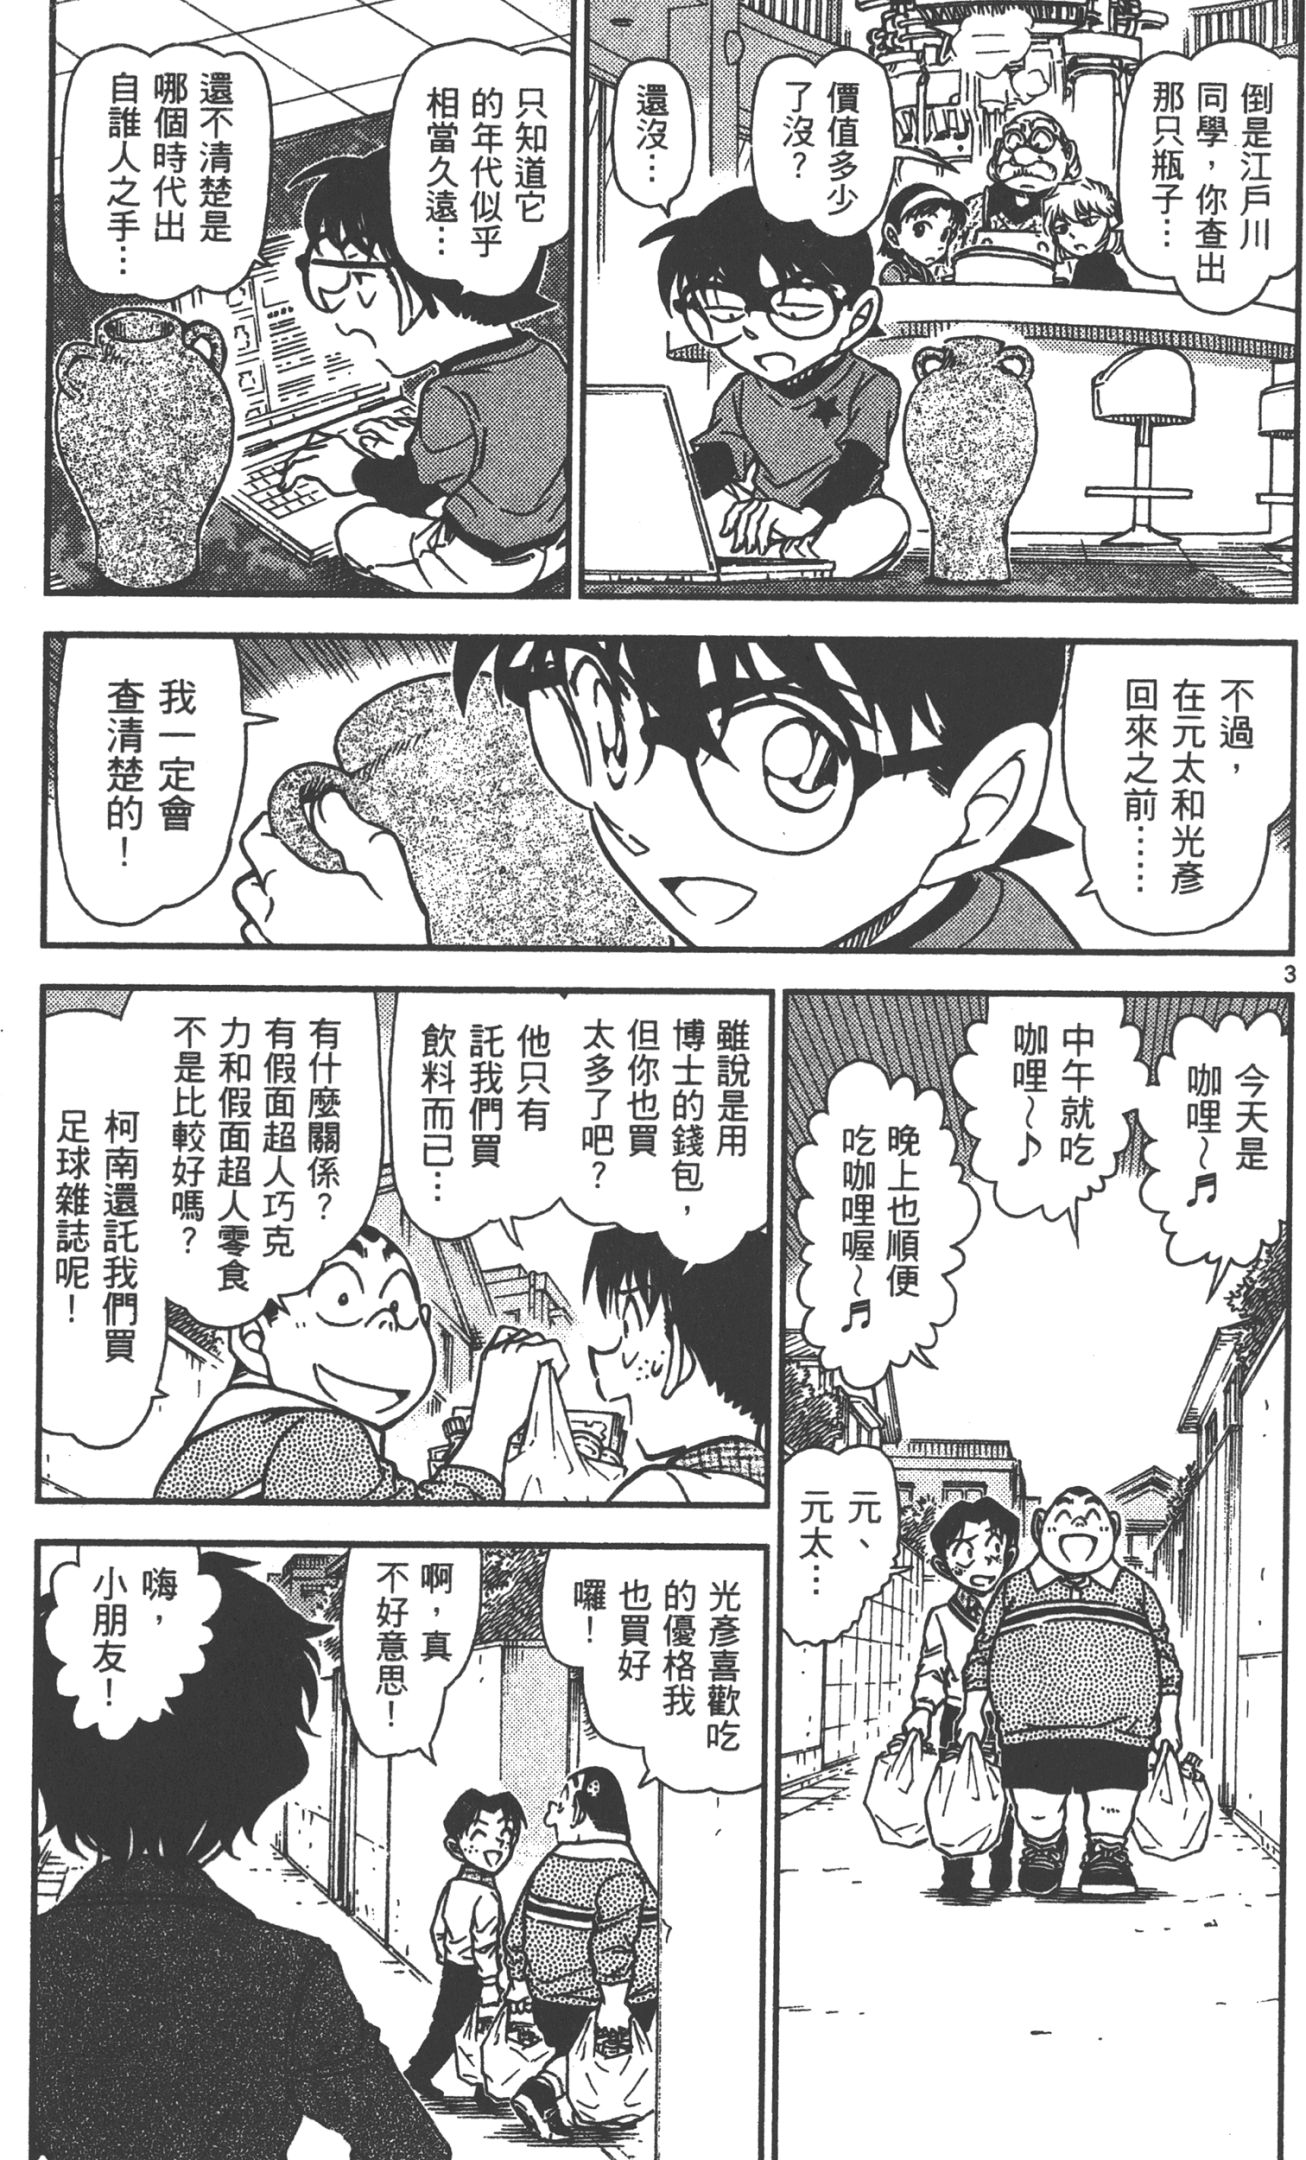 倒是江戶川
同學，你查出
那只瓶子…
價值多少
了沒？
還沒…
只知道它
的年代似乎
相當久遠…
還不清楚是
哪個時代出
自誰人之手…
不過，
在元太和光彥
回來之前……
我一定會
查清楚的！
3
今天是
咖哩～♬
中午就吃
咖哩～♪
晚上也順便
吃咖哩喔～♬
元、
元太…
雖說是用
博士的錢包，
但你也買
太多了吧？
他只有
託我們買
飲料而已…
有什麼關係？
有假面超人巧克
力和假面超人零食
不是比較好嗎？
柯南還託我們買
足球雜誌呢！
光彥喜歡吃
的優格我
也買好
囉！
啊，真
不好意思！
嗨，
小朋友！